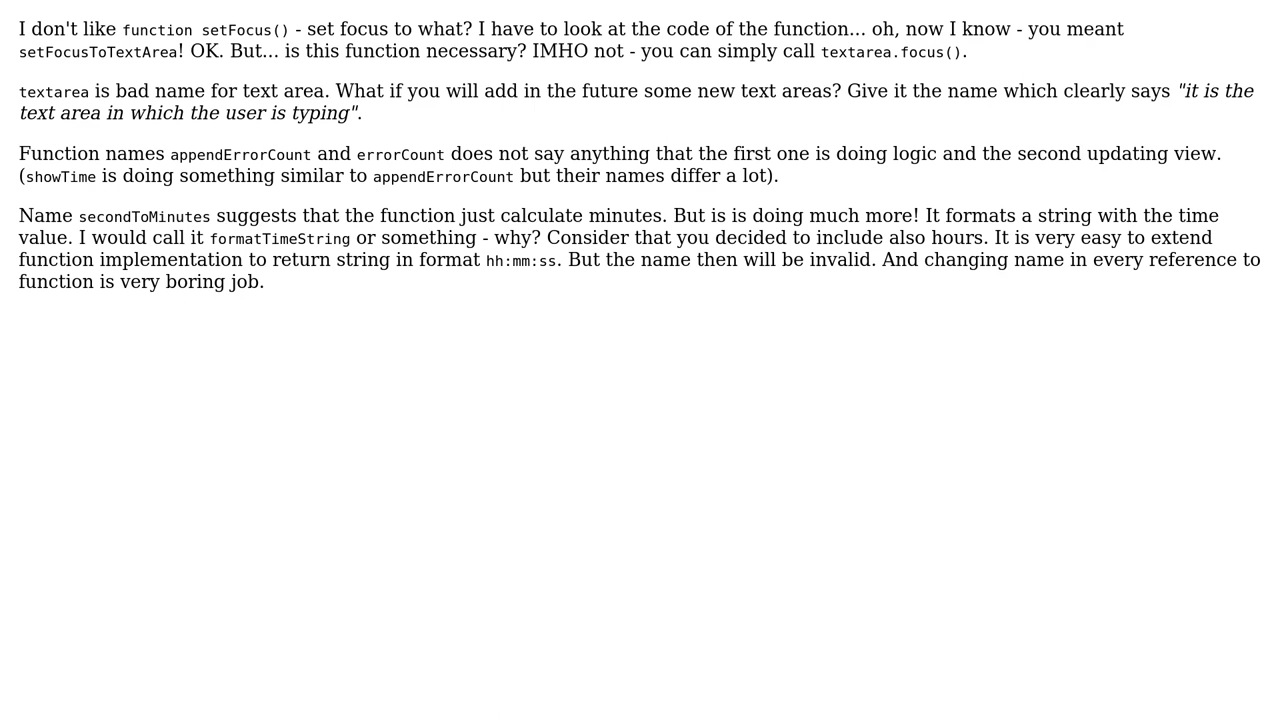 I don't like function setFocus() - set focus to what? I have to look at the code of the function... oh, now I know - you meant
setFocusToTextArea! OK. But... is this function necessary? IMHO not - you can simply call textarea.focus().
textarea is bad name for text area. What if you will add in the future some new text areas? Give it the name which clearly says "it is the
text area in which the user is typing".
Function names appendErrorCount and errorCount does not say anything that the first one is doing logic and the second updating view.
(showTime is doing something similar to appendErrorCount but their names differ a lot).
Name secondToMinutes suggests that the function just calculate minutes. But is is doing much more! It formats a string with the time
value. I would call it formatTimeString or something - why? Consider that you decided to include also hours. It is very easy to extend
function implementation to return string in format hh:mm:ss. But the name then will be invalid. And changing name in every reference to
function is very boring job.